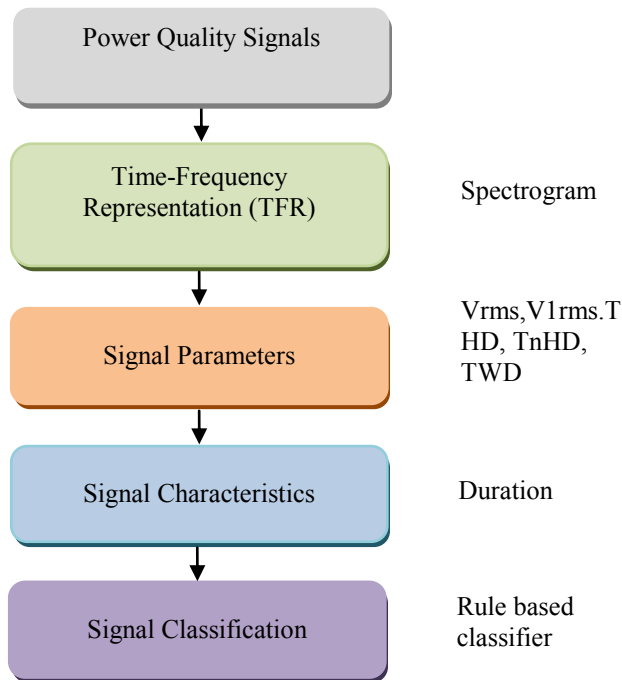 Power Quality Signals
Time-Frequency
Representation (TFR)
Spectrogram
Signal Parameters
Vrms,V1rms.T
HD, TnHD,
TWD
Signal Characteristics
Duration
Signal Classification
Rule based
classifier